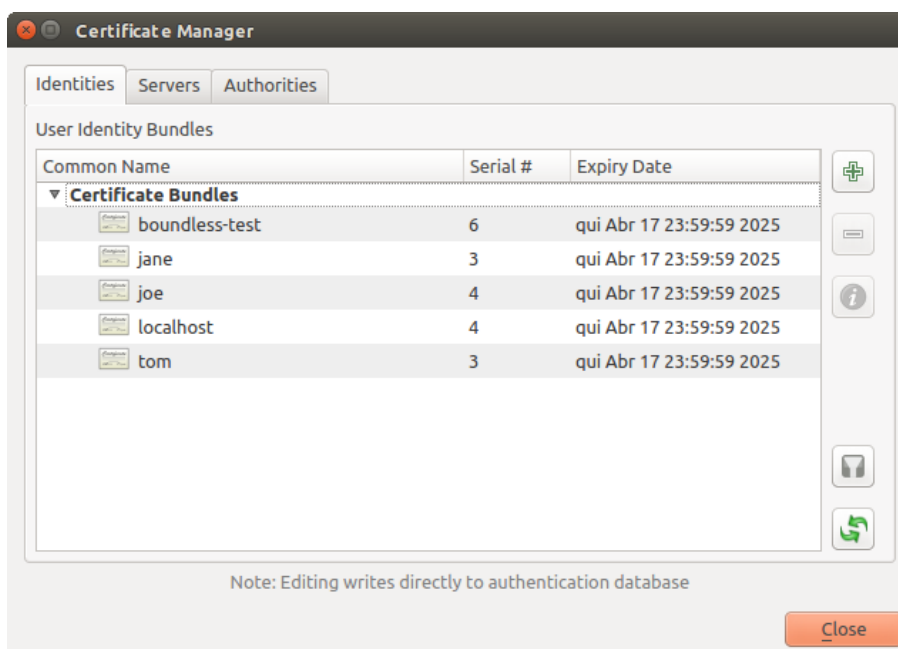 Certificate Manager
Identities Servers Authorities
User Identity Bundles
Common Name Serial # Expiry Date
Certificate Bundles
boundless-test 6 qui Abr 17 23:59:59 2025
jane 3 qui Abr 17 23:59:59 2025
joe 4 qui Abr 17 23:59:59 2025
localhost 4 qui Abr 17 23:59:59 2025
tom 3 qui Abr 17 23:59:59 2025
Note: Editing writes directly to authentication database
Close